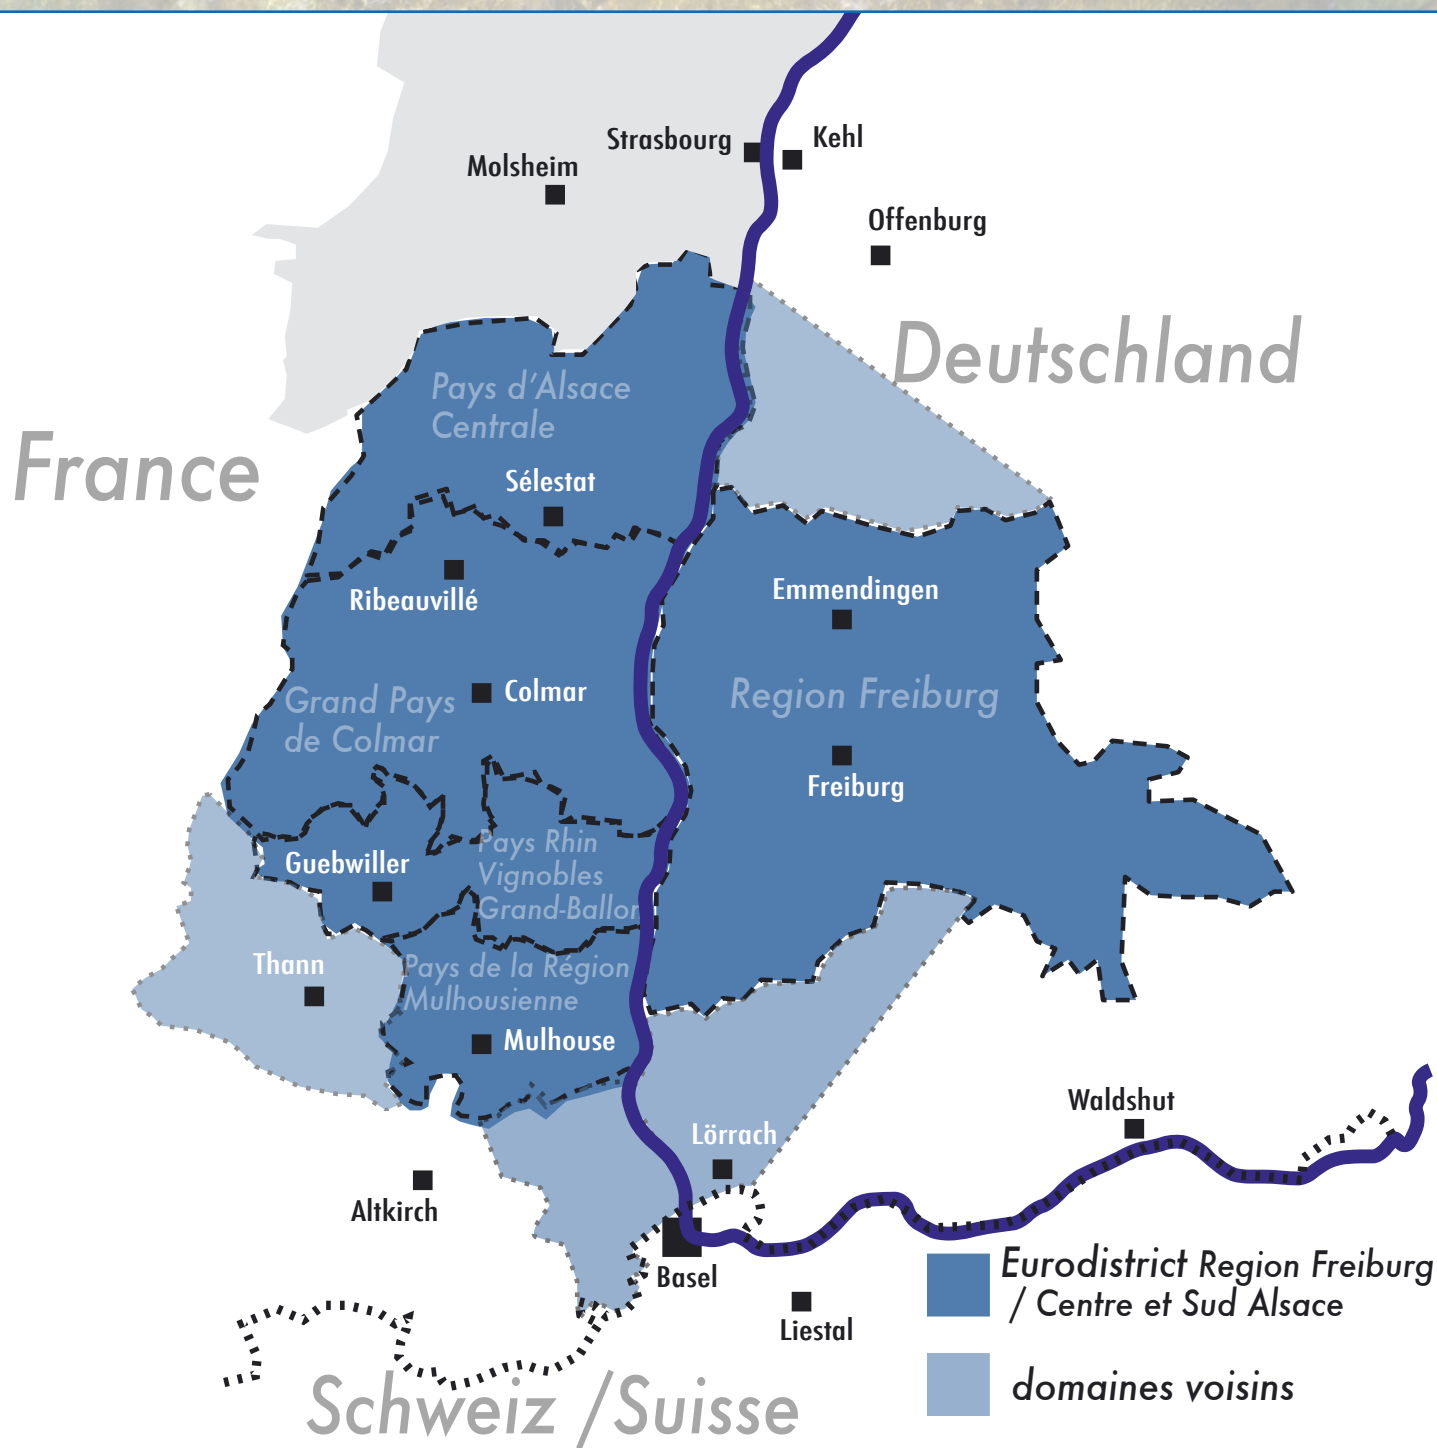 Strasbourg
Kehl
Molsheim
Offenburg
Deutschland
Pays d'Alsace
Centrale
France
Sélestat
Ribeauvillé
Emmendingen
Colmar
Region Freiburg
Grand Pays
de Colmar
Freiburg
Pays Rhin
Vignobles
Grand-Ballon
Guebwiller
Thann
Pays de la Région
Mulhousienne
Mulhouse
Waldshut
Lörrach
Altkirch
Basel
Liestal
Eurodistrict Region Freiburg
/ Centre et Sud Alsace
domaines voisins
Schweiz /Suisse